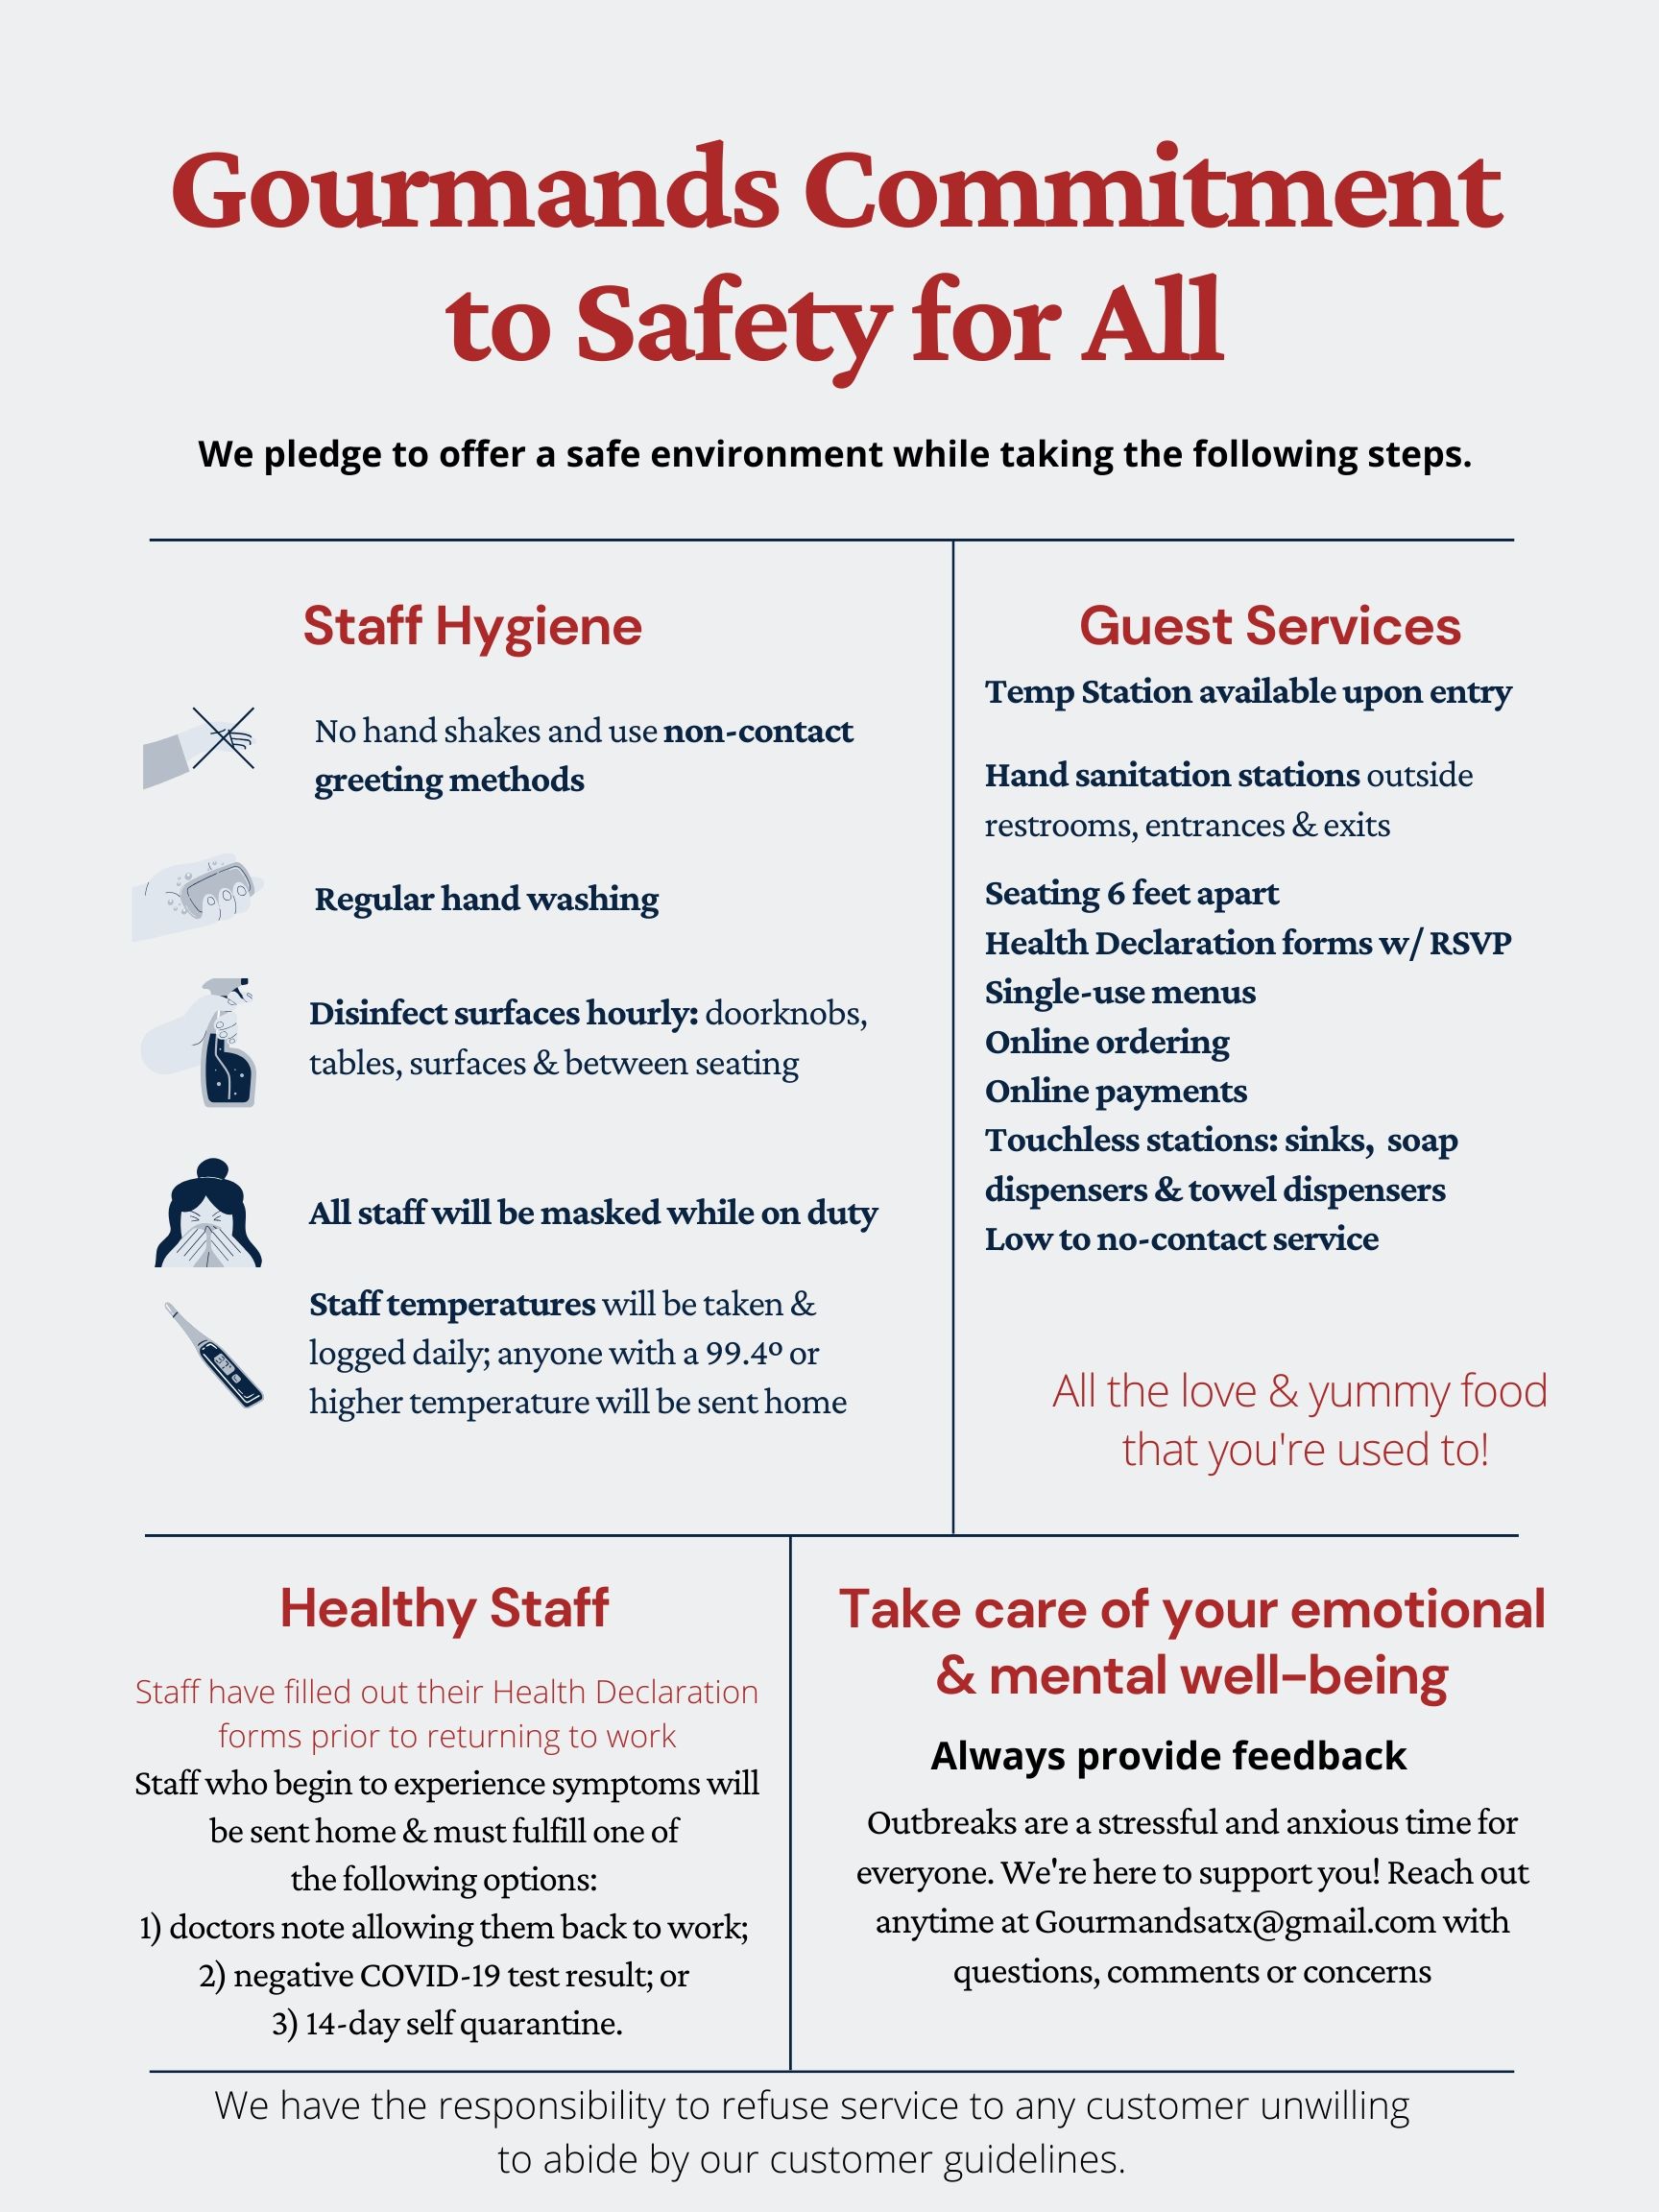 Gourmands Commitment
to Safety for All
We pledge to offer a safe environment while taking the following steps.
Staff Hygiene
No hand shakes and use non-contact
greeting methods
Regular hand washing
Disinfect surfaces hourly: doorknobs,
tables, surfaces & between seating
All staff will be masked while on duty
Staff temperatures will be taken &
logged daily; anyone with a 99.4º or
higher temperature will be sent home
Guest Services
Temp Station available upon entry
Hand sanitation stations outside
restrooms, entrances & exits
Seating 6 feet apart
Health Declaration forms w/ RSVP
Single-use menus
Online ordering
Online payments
Touchless stations: sinks,  soap
dispensers & towel dispensers
Low to no-contact service
All the love & yummy food
that you're used to!
Healthy Staff
Staff have filled out their Health Declaration
forms prior to returning to work
Staff who begin to experience symptoms will
be sent home & must fulfill one of
the following options:
1) doctors note allowing them back to work;
2) negative COVID-19 test result; or
3) 14-day self quarantine.
Take care of your emotional
& mental well-being
Always provide feedback
Outbreaks are a stressful and anxious time for
everyone. We're here to support you! Reach out
anytime at Gourmandsatx@gmail.com with
questions, comments or concerns
We have the responsibility to refuse service to any customer unwilling
to abide by our customer guidelines.